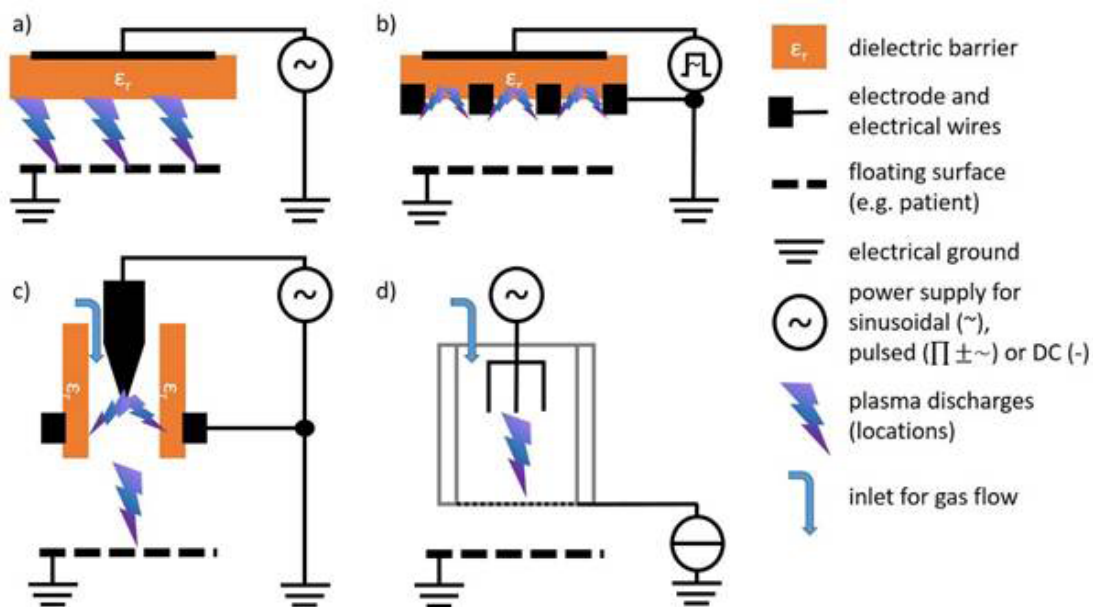 a)
εr
~
b)
εr
~
εr
dielectric barrier
electrode and
electrical wires
floating surface
(e.g. patient)
electrical ground
c)
εr
εr
~
d)
~
~
power supply for
sinusoidal (~),
pulsed (∏ ±~) or DC (-)
plasma discharges
(locations)
inlet for gas flow